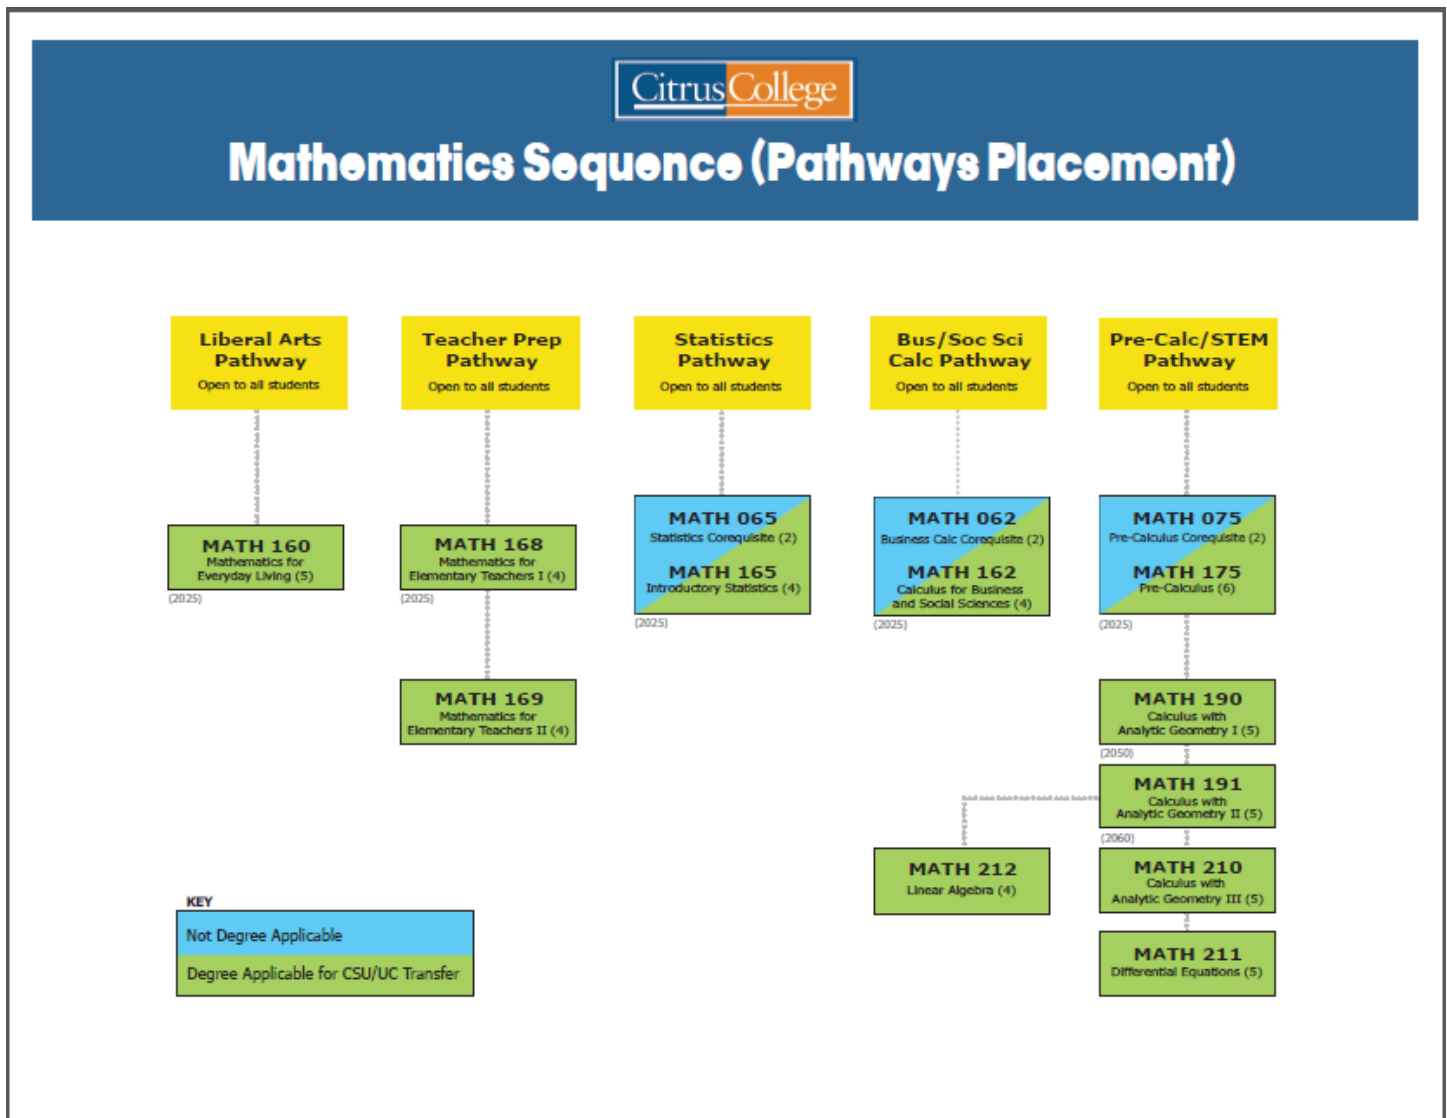 Citrus College
Mathematics Sequence (Pathways Placement)
Liberal Arts
Pathway
Open to all students
Teacher Prep
Pathway
Open to all students
Statistics
Pathway
Open to all students
Bus/Soc Sci
Calc Pathway
Open to all students
Pre-Calc/STEM
Pathway
Open to all students
MATH 160
Mathematics for
Everyday Living (5)
(2025)
MATH 168
Mathematics for
Elementary Teachers I (4)
(2025)
MATH 169
Mathematics for
Elementary Teachers II (4)
MATH 065
Statistics Corequisite (2)
MATH 165
Introductory Statistics (4)
(2025)
MATH 062
Business Calc Corequisite (2)
MATH 162
Calculus for Business
and Social Sciences (4)
(2025)
MATH 075
Pre-Calculus Corequisite (2)
MATH 175
Pre-Calculus (6)
(2025)
MATH 190
Calculus with
Analytic Geometry I (5)
(2050)
MATH 191
Calculus with
Analytic Geometry II (5)
(2060)
MATH 212
Linear Algebra (4)
MATH 210
Calculus with
Analytic Geometry III (5)
MATH 211
Differential Equations (5)
KEY
Not Degree Applicable
Degree Applicable for CSU/UC Transfer